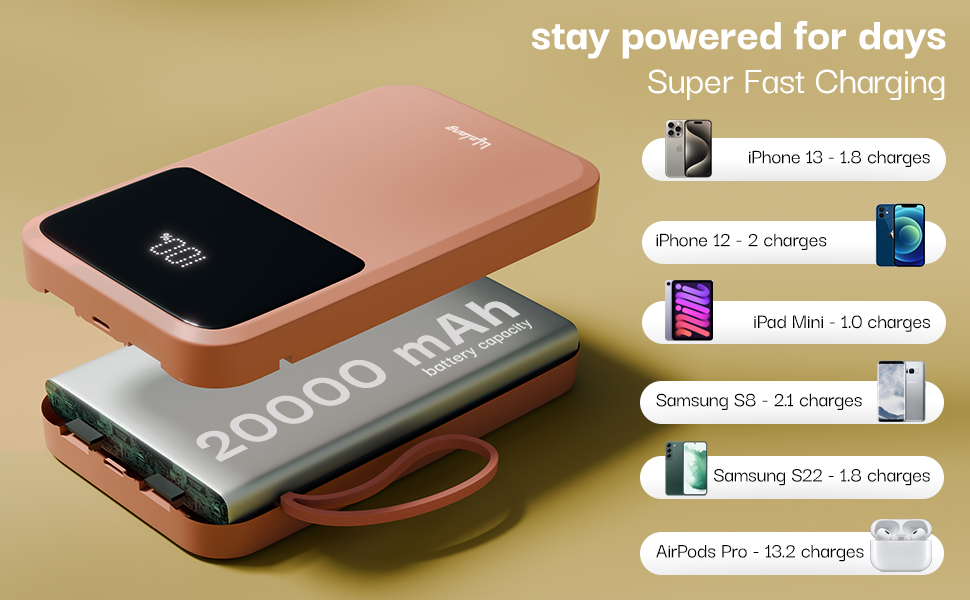 stay powered for days
Super Fast Charging
iPhone 13 - 1.8 charges
iPhone 12 - 2 charges
iPad Mini - 1.0 charges
Samsung S8 - 2.1 charges
Samsung S22 - 1.8 charges
AirPods Pro - 13.2 charges
100%
20000 mAh
battery capacity